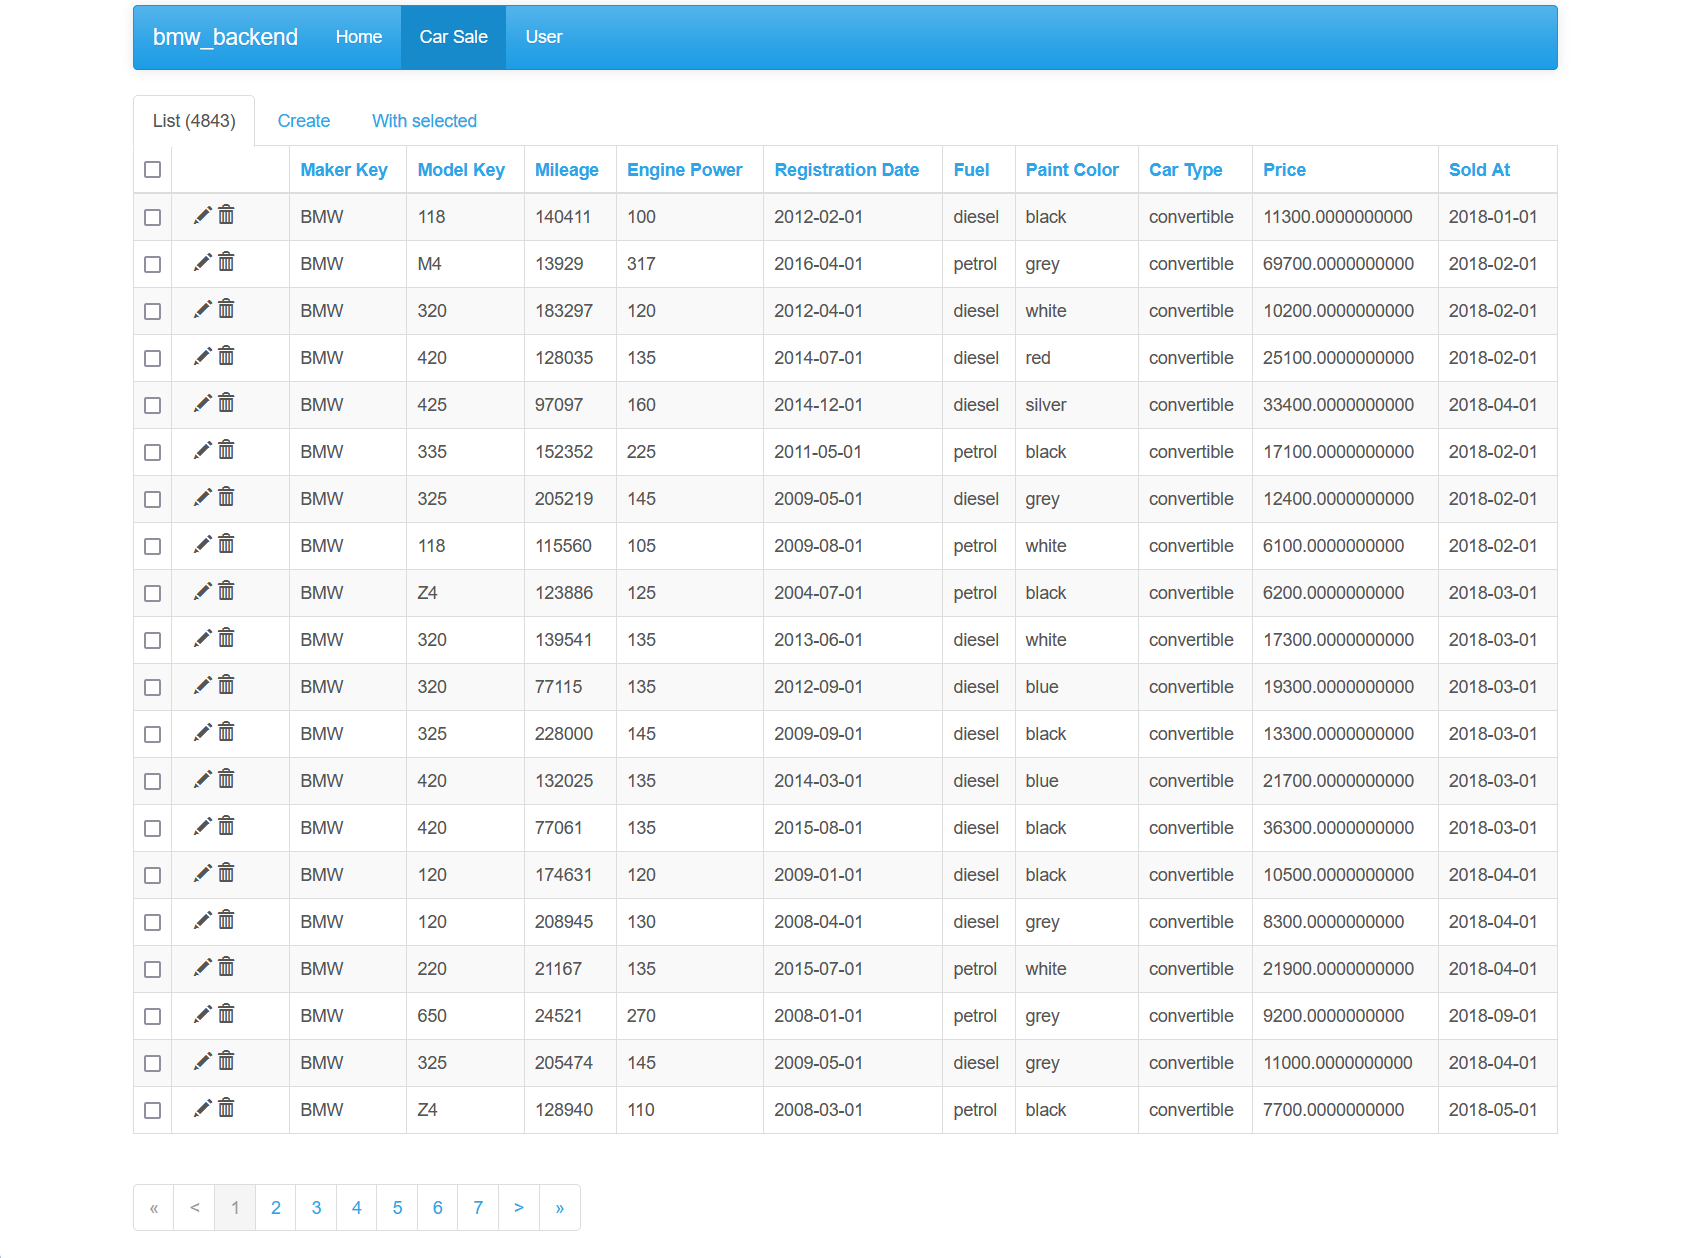 bmw_backend Home Car Sale User
List (4843) Create With selected
Maker Key Model Key Mileage Engine Power Registration Date Fuel Paint Color Car Type Price Sold At
BMW 118 140411 100 2012-02-01 diesel black convertible 11300.0000000000 2018-01-01
BMW M4 13929 317 2016-04-01 petrol grey convertible 69700.0000000000 2018-02-01
BMW 320 183297 120 2012-04-01 diesel white convertible 10200.0000000000 2018-02-01
BMW 420 128035 135 2014-07-01 diesel red convertible 25100.0000000000 2018-02-01
BMW 425 97097 160 2014-12-01 diesel silver convertible 33400.0000000000 2018-04-01
BMW 335 152352 225 2011-05-01 petrol black convertible 17100.0000000000 2018-02-01
BMW 325 205219 145 2009-05-01 diesel grey convertible 12400.0000000000 2018-02-01
BMW 118 115560 105 2009-08-01 petrol white convertible 6100.0000000000 2018-02-01
BMW Z4 123886 125 2004-07-01 petrol black convertible 6200.0000000000 2018-03-01
BMW 320 139541 135 2013-06-01 diesel white convertible 17300.0000000000 2018-03-01
BMW 320 77115 135 2012-09-01 diesel blue convertible 19300.0000000000 2018-03-01
BMW 325 228000 145 2009-09-01 diesel black convertible 13300.0000000000 2018-03-01
BMW 420 132025 135 2014-03-01 diesel blue convertible 21700.0000000000 2018-03-01
BMW 420 77061 135 2015-08-01 diesel black convertible 36300.0000000000 2018-03-01
BMW 120 174631 120 2009-01-01 diesel black convertible 10500.0000000000 2018-04-01
BMW 120 208945 130 2008-04-01 diesel grey convertible 8300.0000000000 2018-04-01
BMW 220 21167 135 2015-07-01 petrol white convertible 21900.0000000000 2018-04-01
BMW 650 24521 270 2008-01-01 petrol grey convertible 9200.0000000000 2018-09-01
BMW 325 205474 145 2009-05-01 diesel grey convertible 11000.0000000000 2018-04-01
BMW Z4 128940 110 2008-03-01 petrol black convertible 7700.0000000000 2018-05-01
« < 1 2 3 4 5 6 7 > »